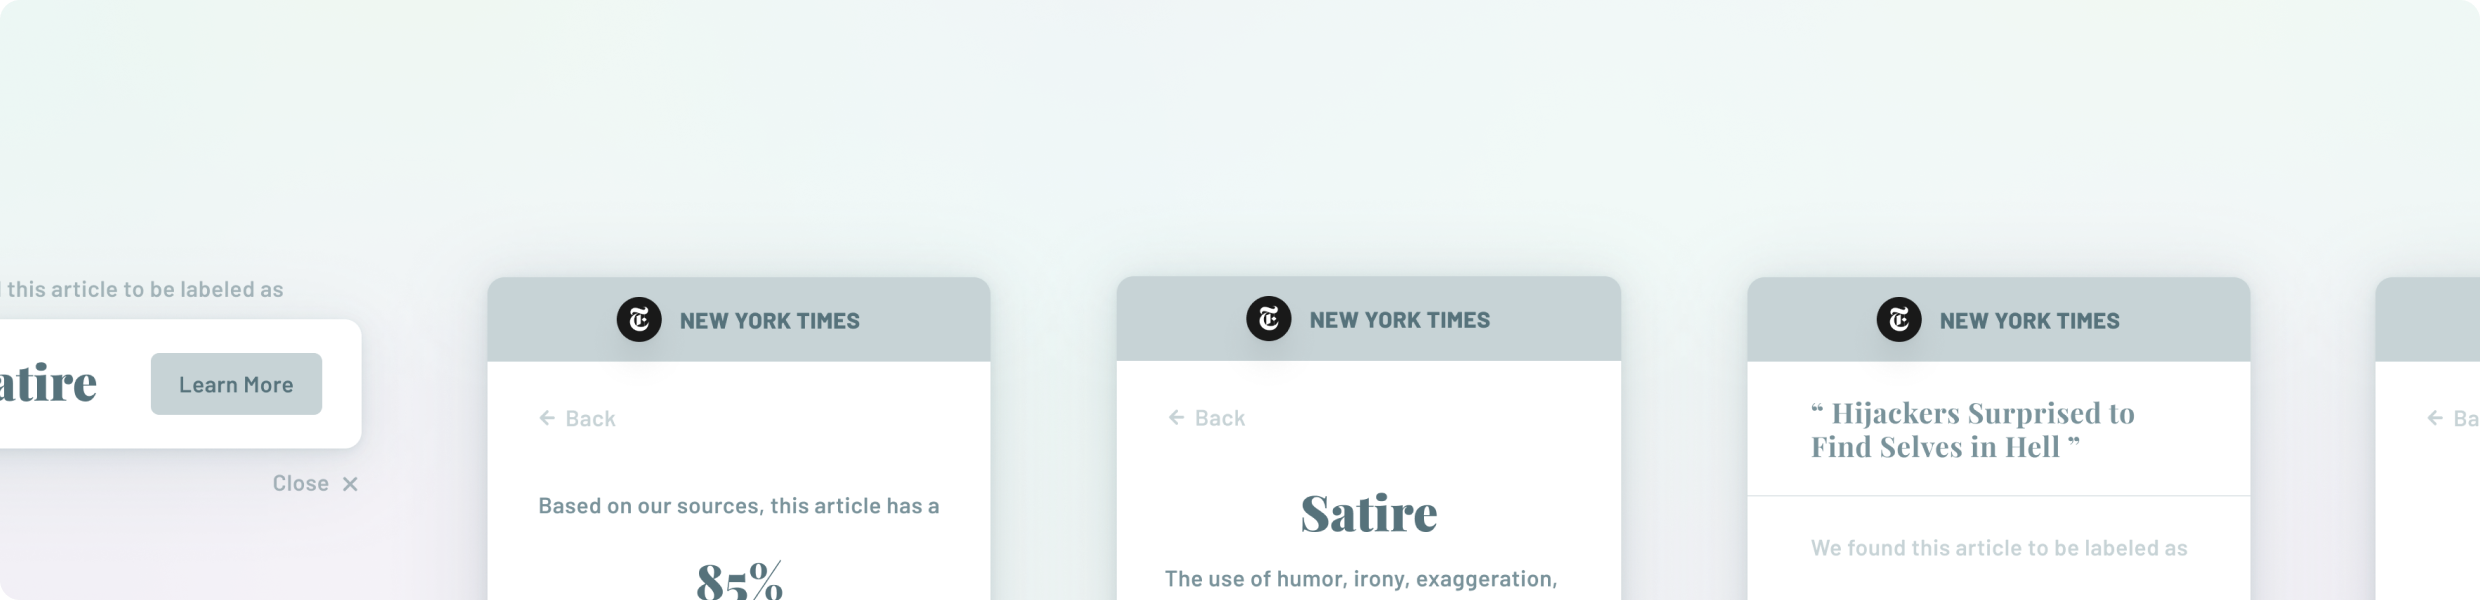 this article to be labeled as
atire
Learn More
Close
NEW YORK TIMES
Back
Based on our sources, this article has a
85%
NEW YORK TIMES
Back
Satire
The use of humor, irony, exaggeration,
NEW YORK TIMES
“ Hijackers Surprised to
Find Selves in Hell ”
We found this article to be labeled as
Ba